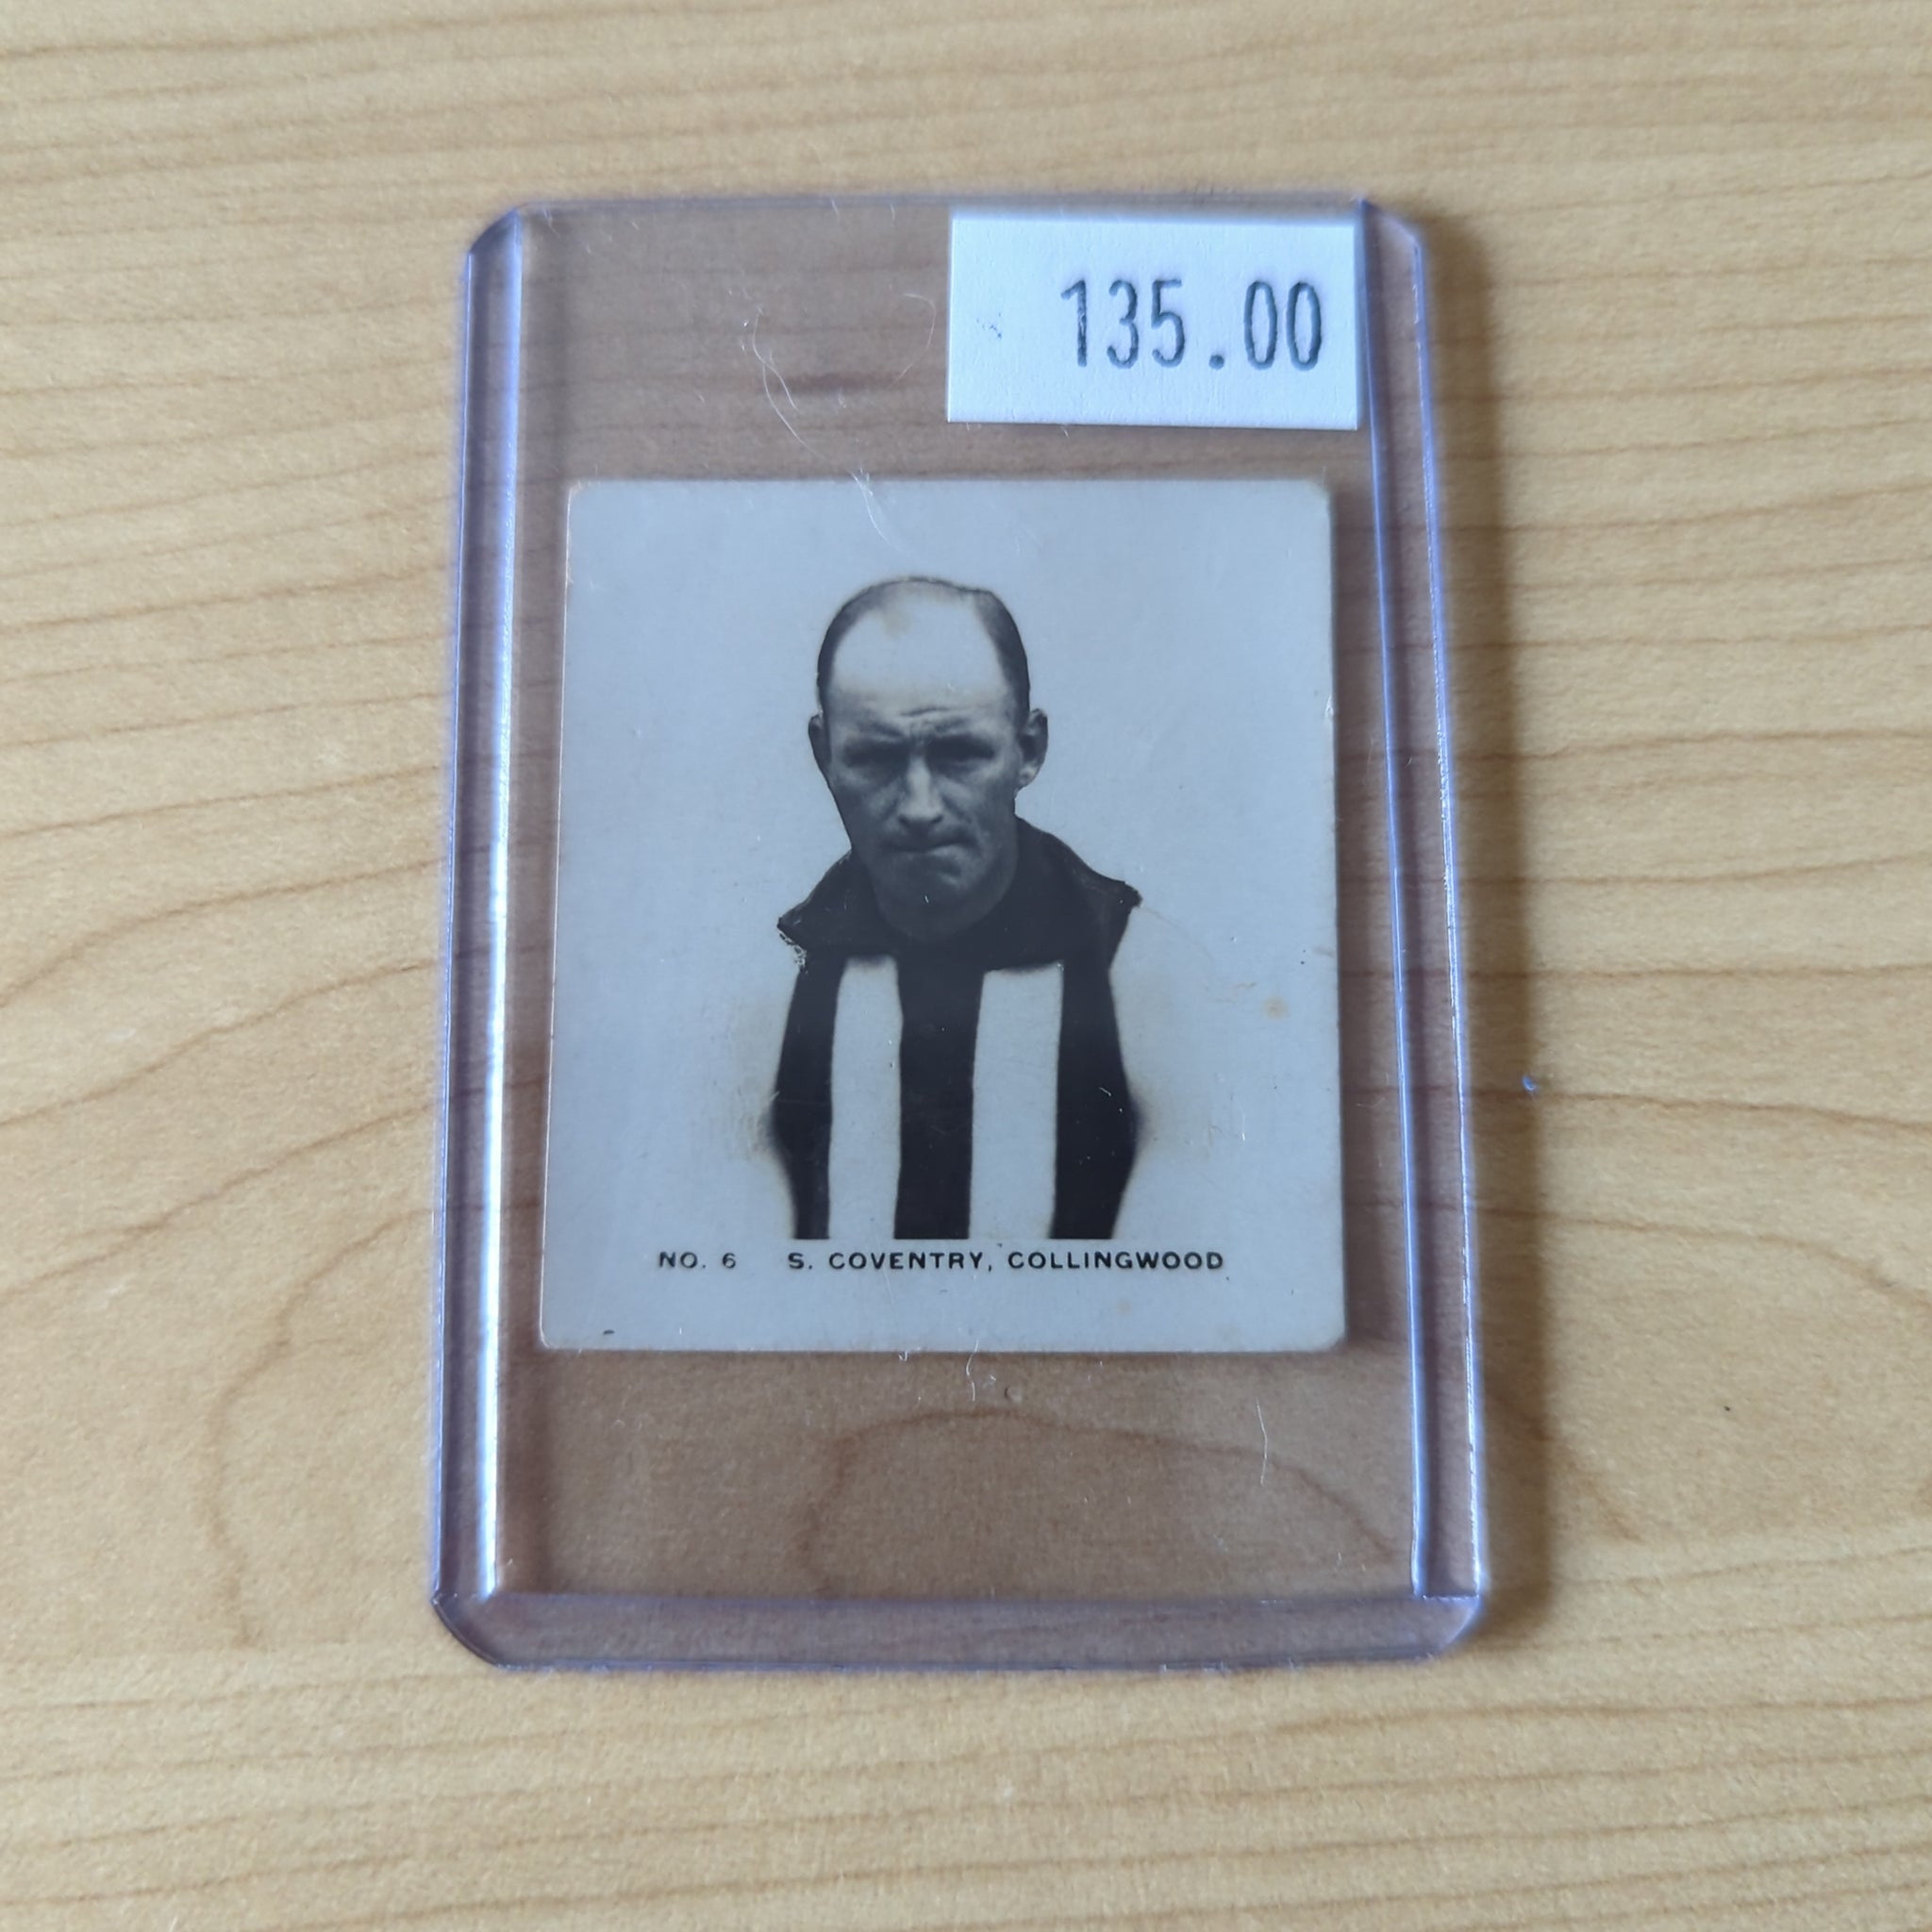 135.00
NO. 6 S. COVENTRY, COLLINGWOOD